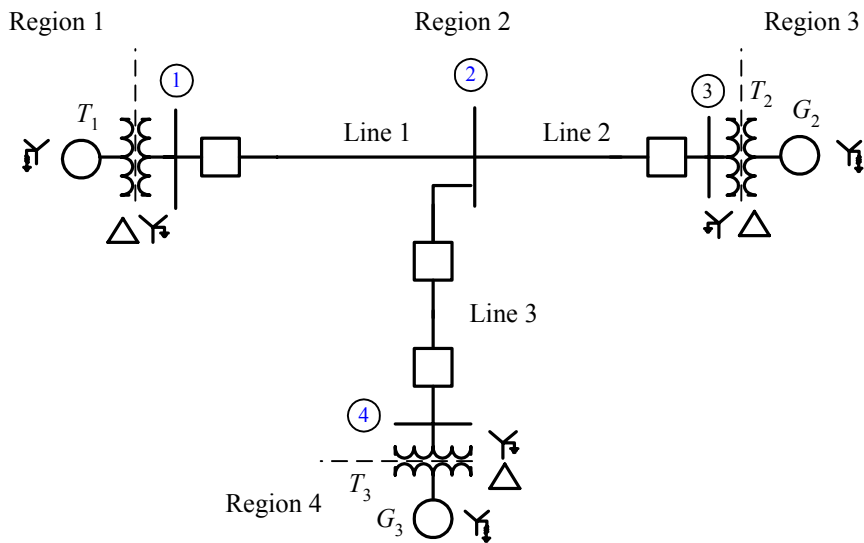 Region 1
Region 2
Region 3
1
2
3
T1
T2
G2
Line 1
Line 2
Line 3
4
T3
Region 4
G3